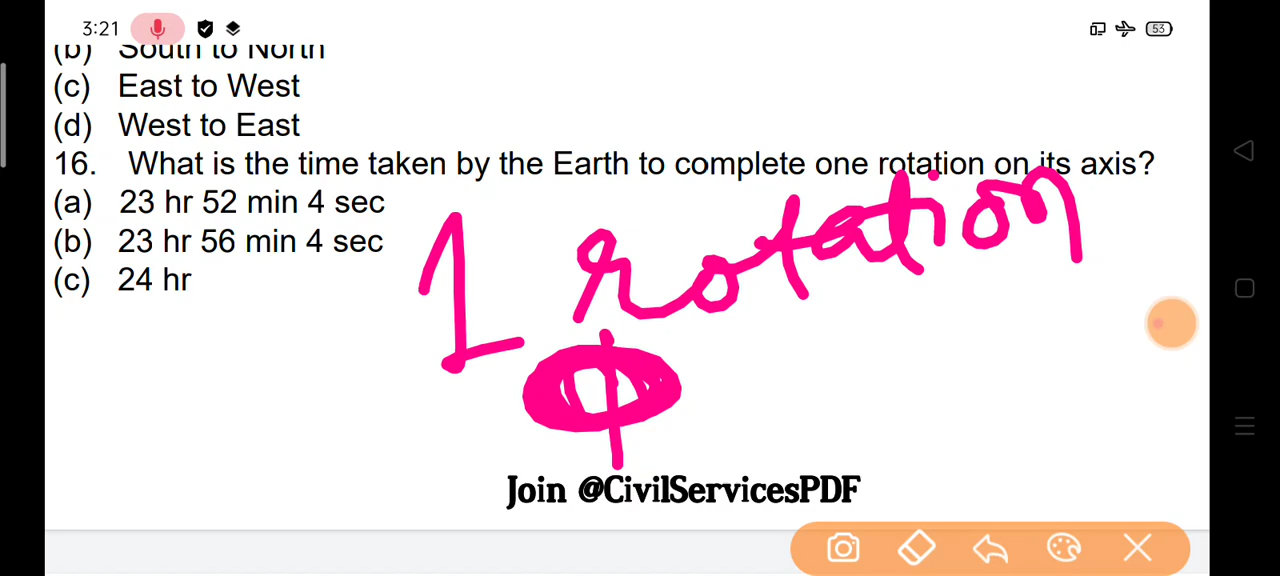 3:21
53
(b) South to North
(c) East to West
(d) West to East
16. What is the time taken by the Earth to complete one rotation on its axis?
(a) 23 hr 52 min 4 sec
(b) 23 hr 56 min 4 sec
(c) 24 hr
1 rotation
Join @CivilServicesPDF